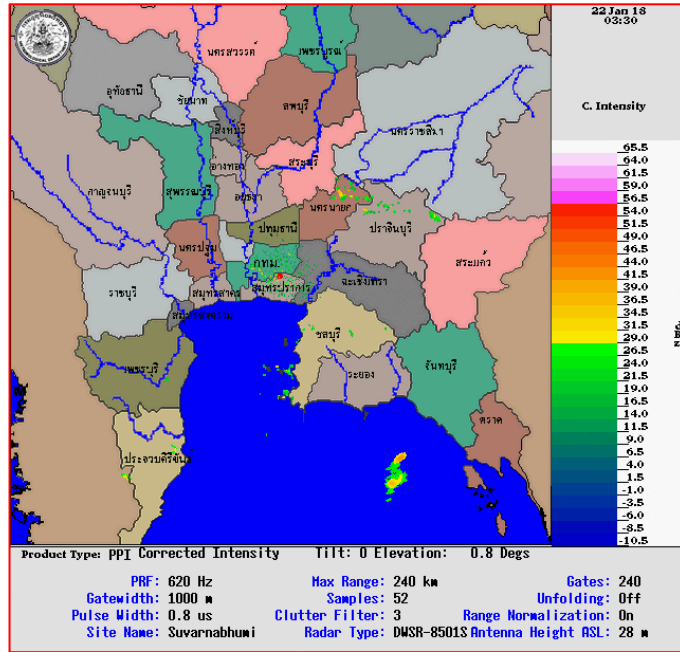 22 Jan 18
03:30
C. Intensity
นครสวรรค์
เพชรบูรณ์
อุทัยธานี
ชัยนาท
ลพบุรี
สิงห์บุรี
นครราชสีมา
อ่างทอง
สระบุรี
กาญจนบุรี
สุพรรณบุรี
อยุธยา
นครนายก
ปราจีนบุรี
ปทุมธานี
นครปฐม
กทม.
สระแก้ว
ฉะเชิงเทรา
ราชบุรี
สมุทรสาคร
สมุทรปราการ
สมุทรสงคราม
ชลบุรี
เพชรบุรี
ระยอง
จันทบุรี
ตราด
ประจวบคีรีขันธ์
65.5
64.0
61.5
59.0
56.5
54.0
51.5
49.0
46.5
44.0
41.5
39.0
36.5
34.0
31.5
29.0
26.5
24.0
21.5
19.0
16.5
14.0
11.5
9.0
6.5
4.0
1.5
-1.0
-3.5
-6.0
-8.5
-10.5
Product Type: PPI Corrected Intensity Tilt: 0 Elevation: 0.8 Degs
PRF: 620 Hz Max Range: 240 km Gates: 240
Gatewidth: 1000 m Samples: 52 Unfolding: Off
Pulse Width: 0.8 us Clutter Filter: 3 Range Normalization: On
Site Name: Suvarnabhumi Radar Type: DWSR-8501S Antenna Height ASL: 28 m